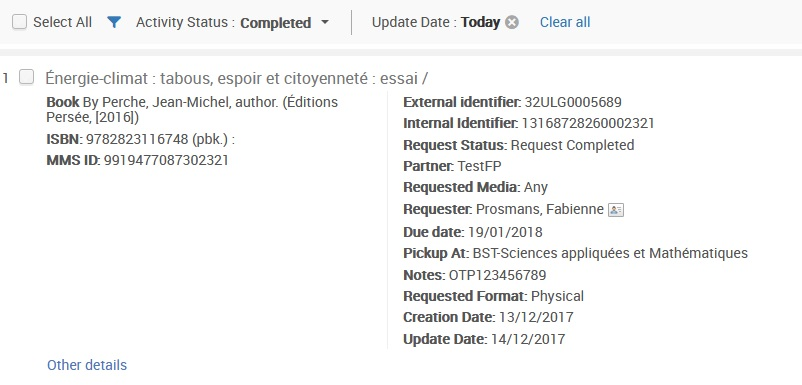 Select All Activity Status : Completed Update Date : Today Clear all
1 Énergie-climat : tabous, espoir et citoyenneté : essai /
Book By Perche, Jean-Michel, author. (Éditions
Persée, [2016])
ISBN: 9782823116748 (pbk.) :
MMS ID: 9919477087302321
External identifier: 32ULG0005689
Internal Identifier: 13168728260002321
Request Status: Request Completed
Partner: TestFP
Requested Media: Any
Requester: Prosmans, Fabienne
Due date: 19/01/2018
Pickup At: BST-Sciences appliquées et Mathématiques
Notes: OTP123456789
Requested Format: Physical
Creation Date: 13/12/2017
Update Date: 14/12/2017
Other details